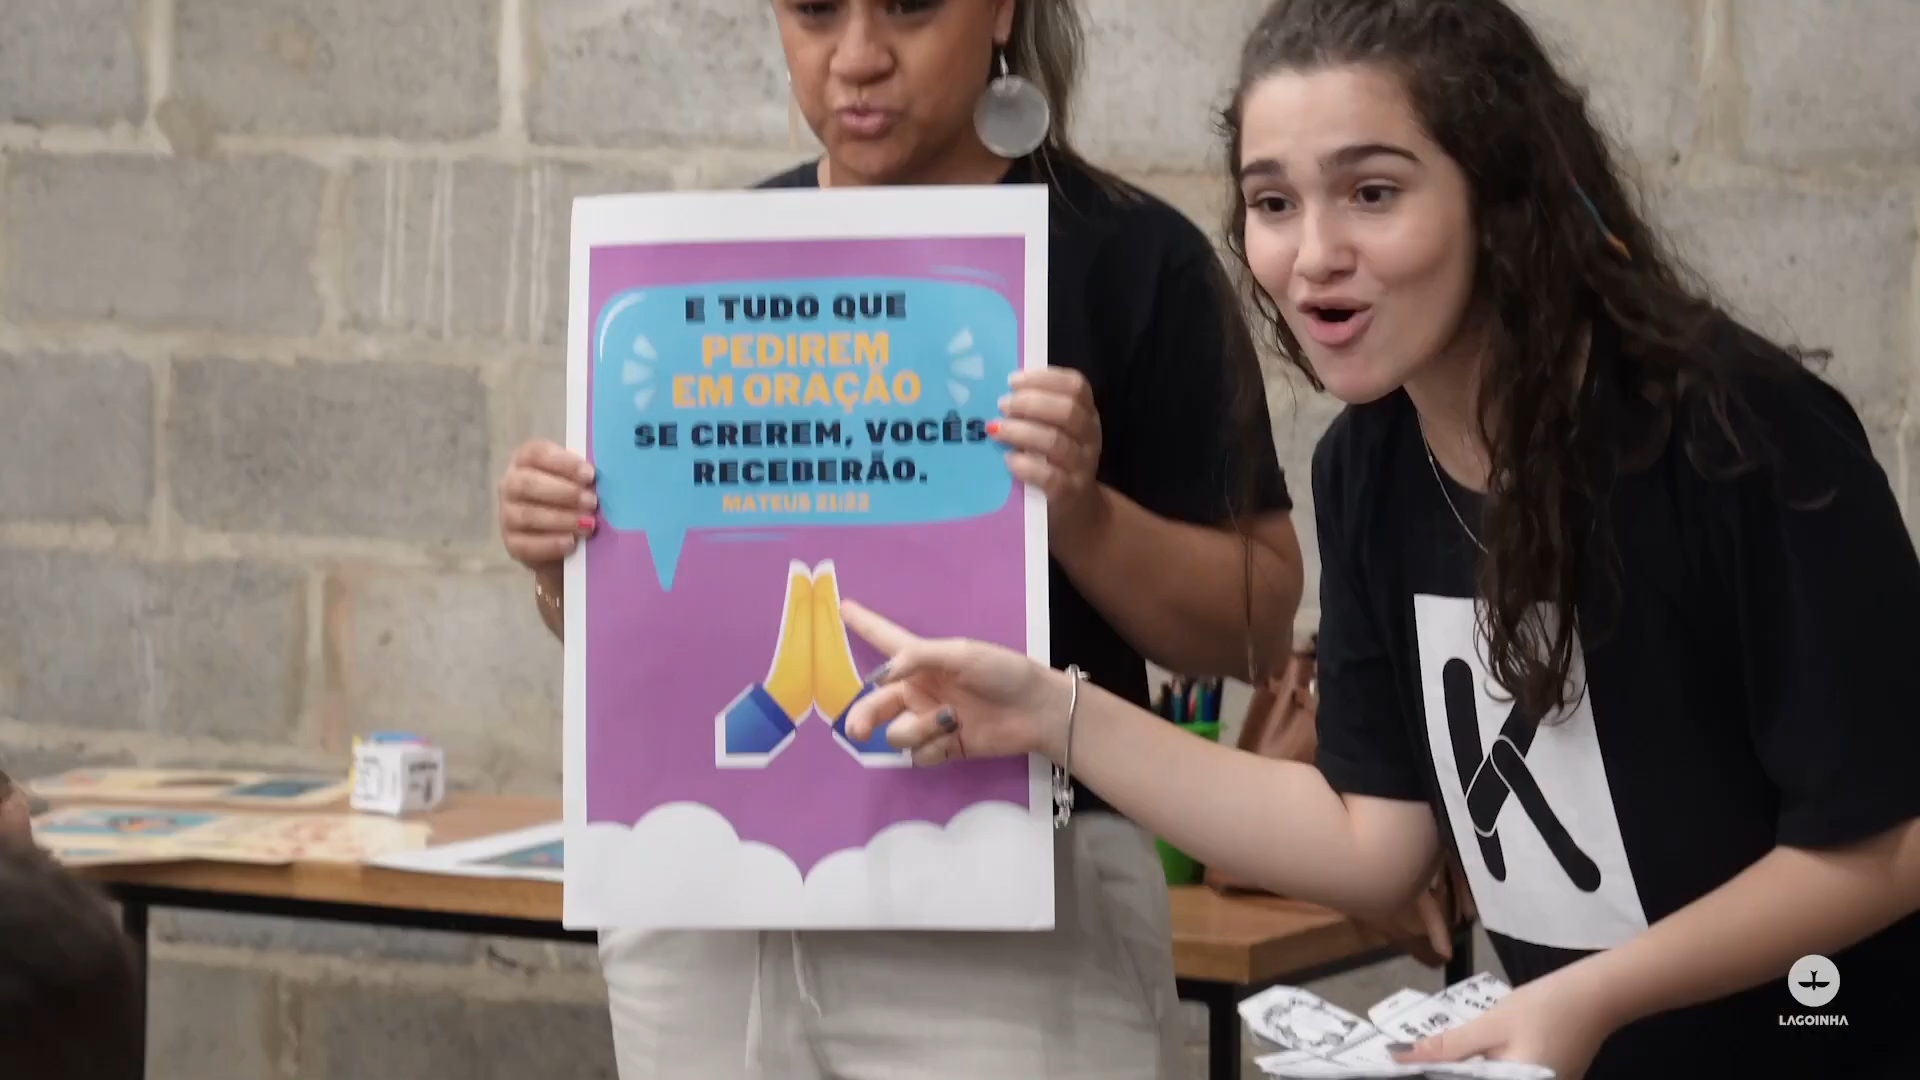 E TUDO QUE
PEDIREM
EM ORAÇÃO
SE CREREM, VOCÊS
RECEBERÃO.
MATEUS 21:22
K
LAGOINHA